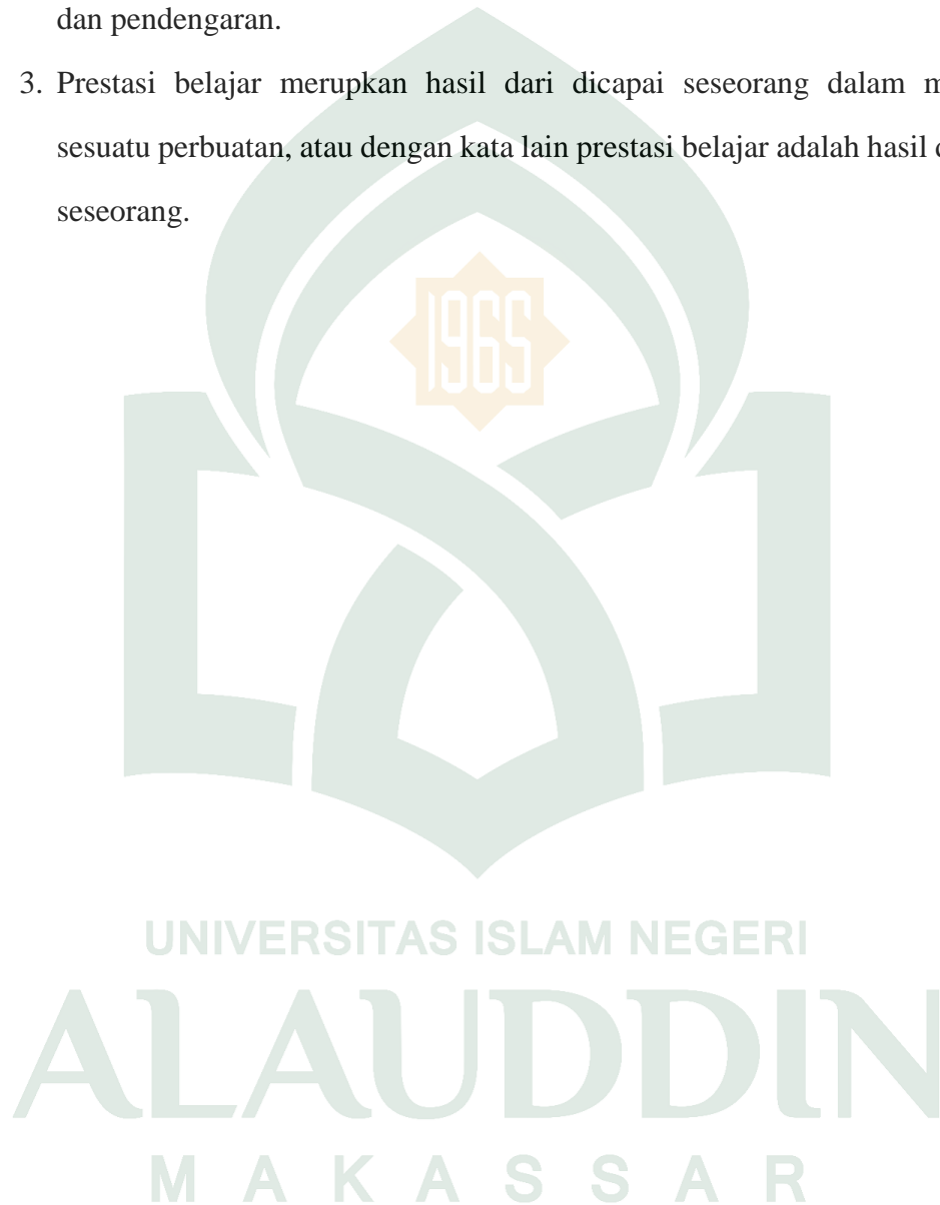 dan pendengaran.
3. Prestasi belajar merupkan hasil dari dicapai seseorang dalam
sesuatu perbuatan, atau dengan kata lain prestasi belajar adalah hasil
seseorang.
1965
UNIVERSITAS ISLAM NEGERI
ALAUDDIN
MAKASSAR